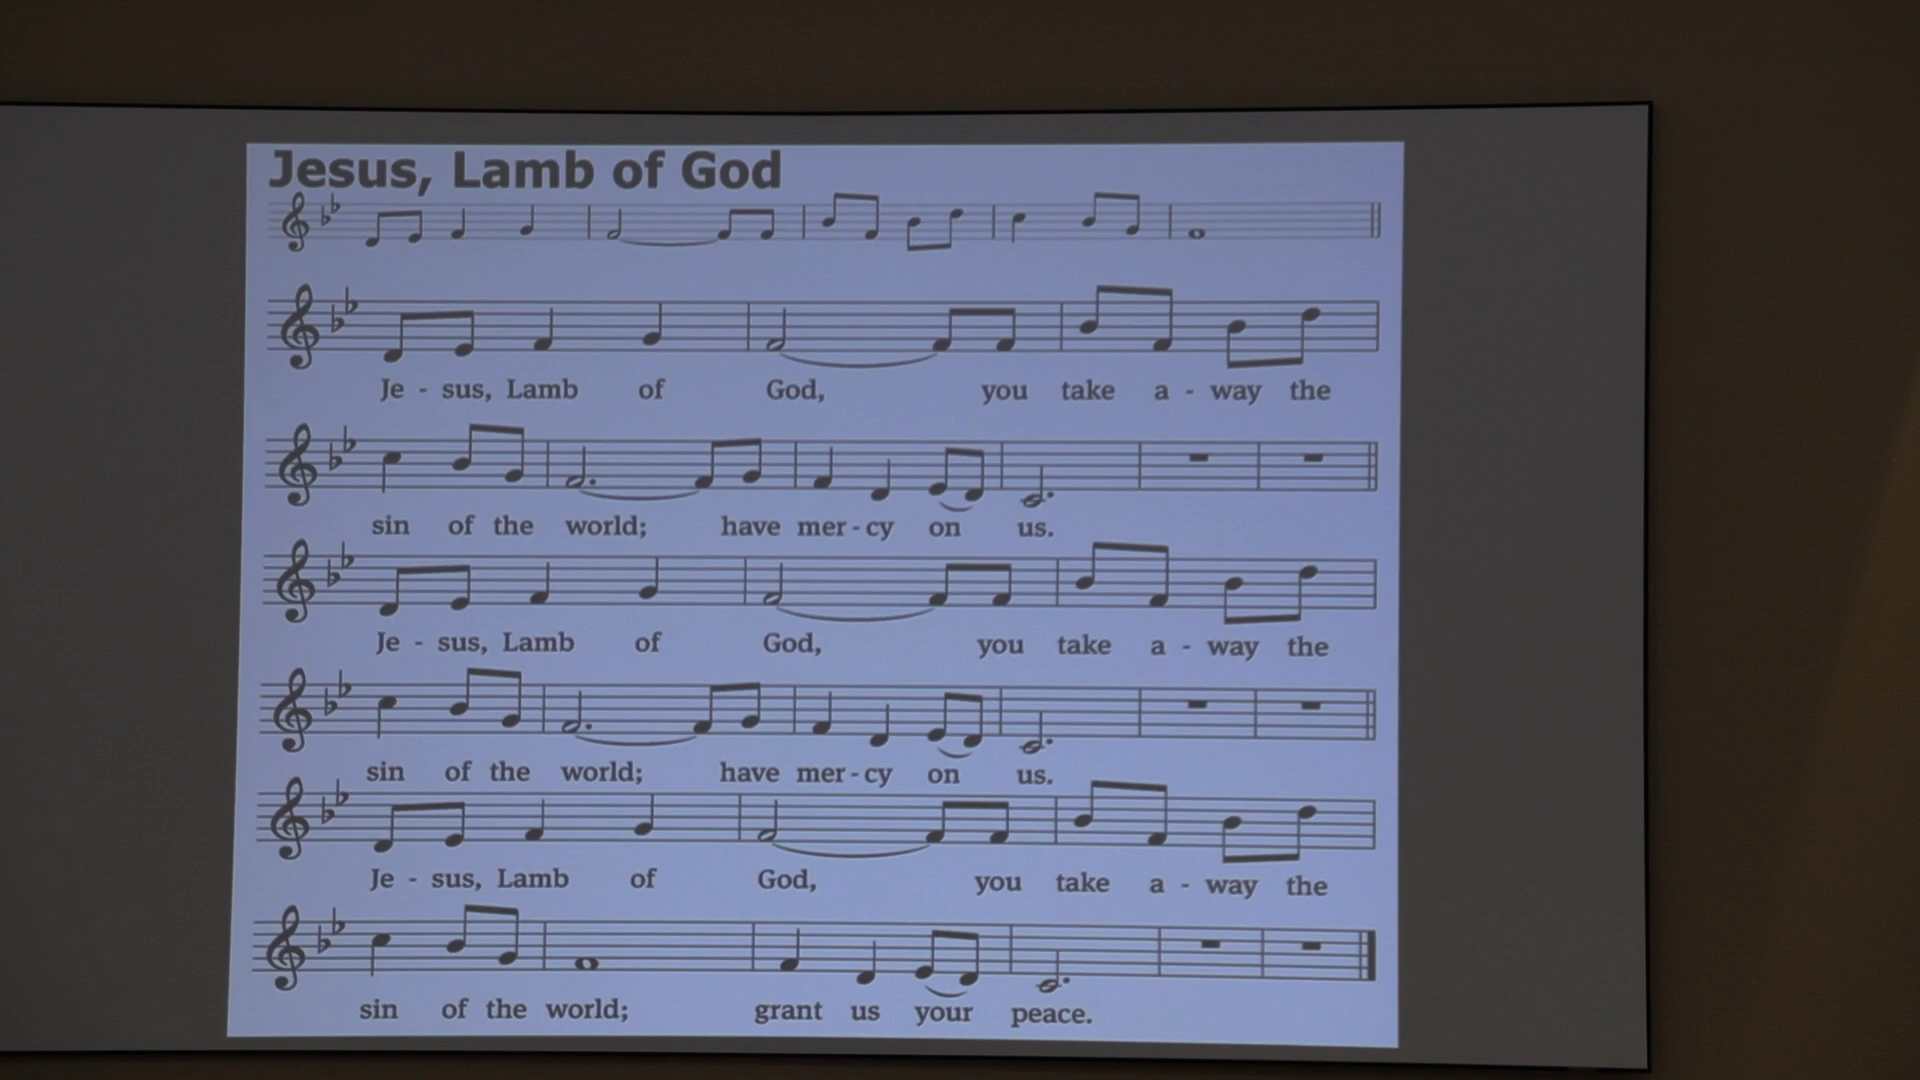 Jesus, Lamb of God
Je - sus, Lamb of God, you take a - way the
sin of the world; have mer - cy on us.
Je - sus, Lamb of God, you take a - way the
sin of the world; have mer - cy on us.
Je - sus, Lamb of God, you take a - way the
sin of the world; grant us your peace.